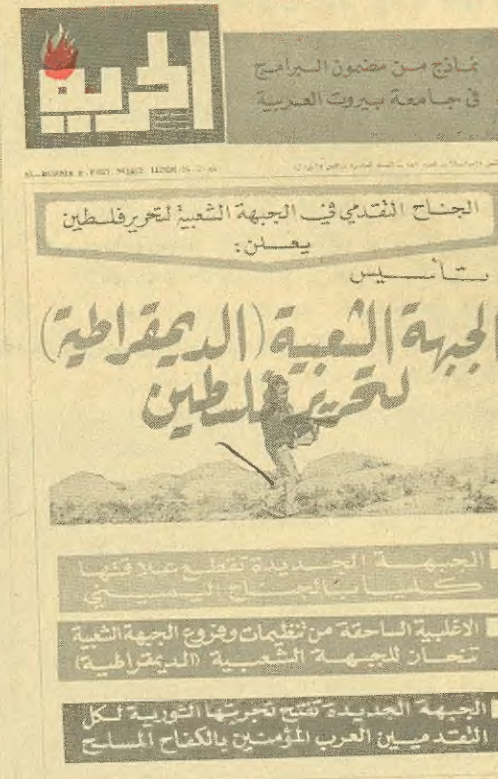 الحرية
نماذج من مضمون البرامج
في جامعة بيروت العربية
الجناح التقدمي في الجبهة الشعبية لتحرير فلسطين
يعلن:
تأسيس
الجبهة الشعبية (الديمقراطية)
لتحرير فلسطين
الجبهة الجديدة تقطع علاقتها
كليا بالجناح اليميني
الاغلبية الساحقة من تنظيمات وفروع الجبهة الشعبية
تنحاز للجبهة الشعبية (الديمقراطية)
الجبهة الجديدة تفتح تجربتها الثورية لكل
التقدميين العرب المؤمنين بالكفاح المسلح